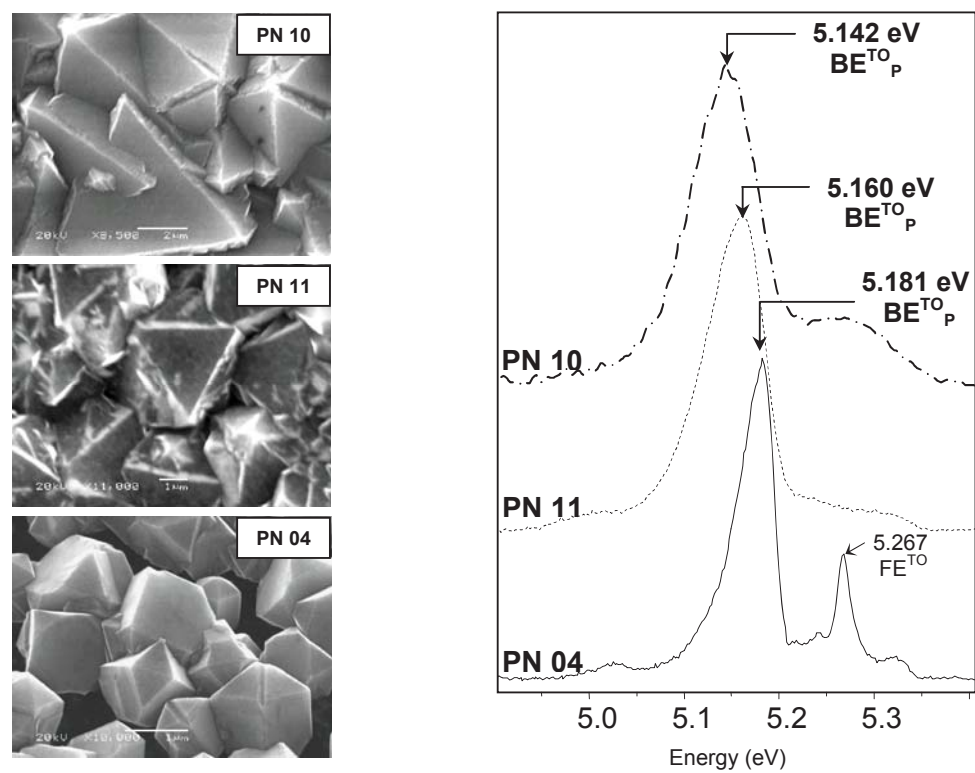 PN 10
20kV X3,500 2μm
PN 11
20kV X11,000 1μm
PN 04
20kV X10,000 1μm
5.142 eV
BE^TO_P
5.160 eV
BE^TO_P
5.181 eV
BE^TO_P
PN 10
PN 11
5.267
FE^TO
PN 04
5.0 5.1 5.2 5.3
Energy (eV)